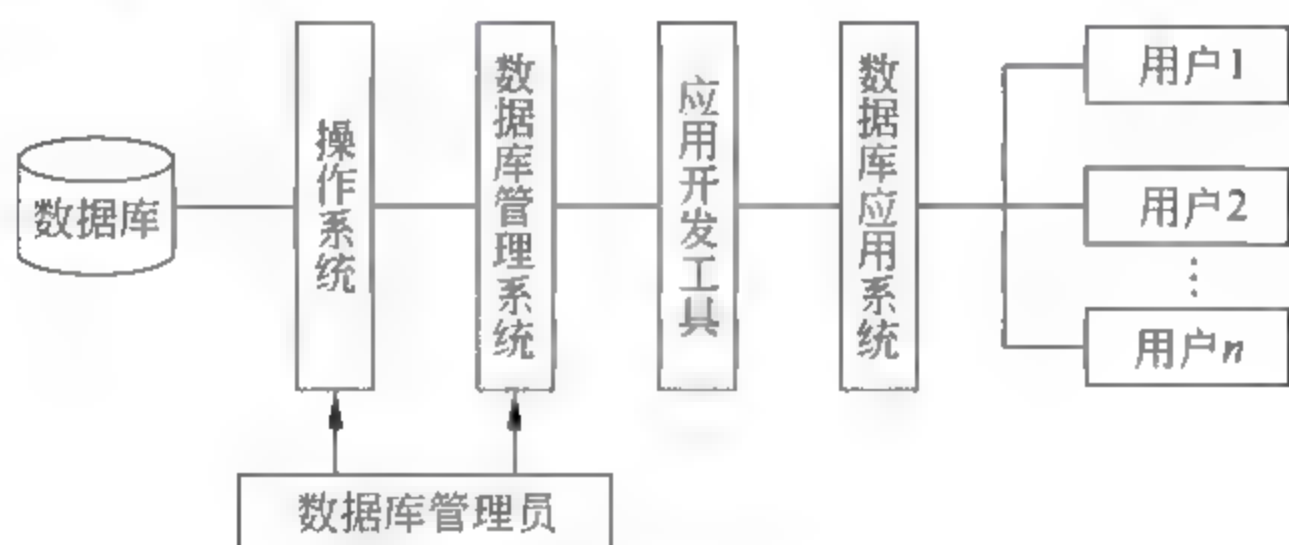 数据库
操作系统
数据库管理系统
应用开发工具
数据库应用系统
用户1
用户2
⋮
用户n
数据库管理员